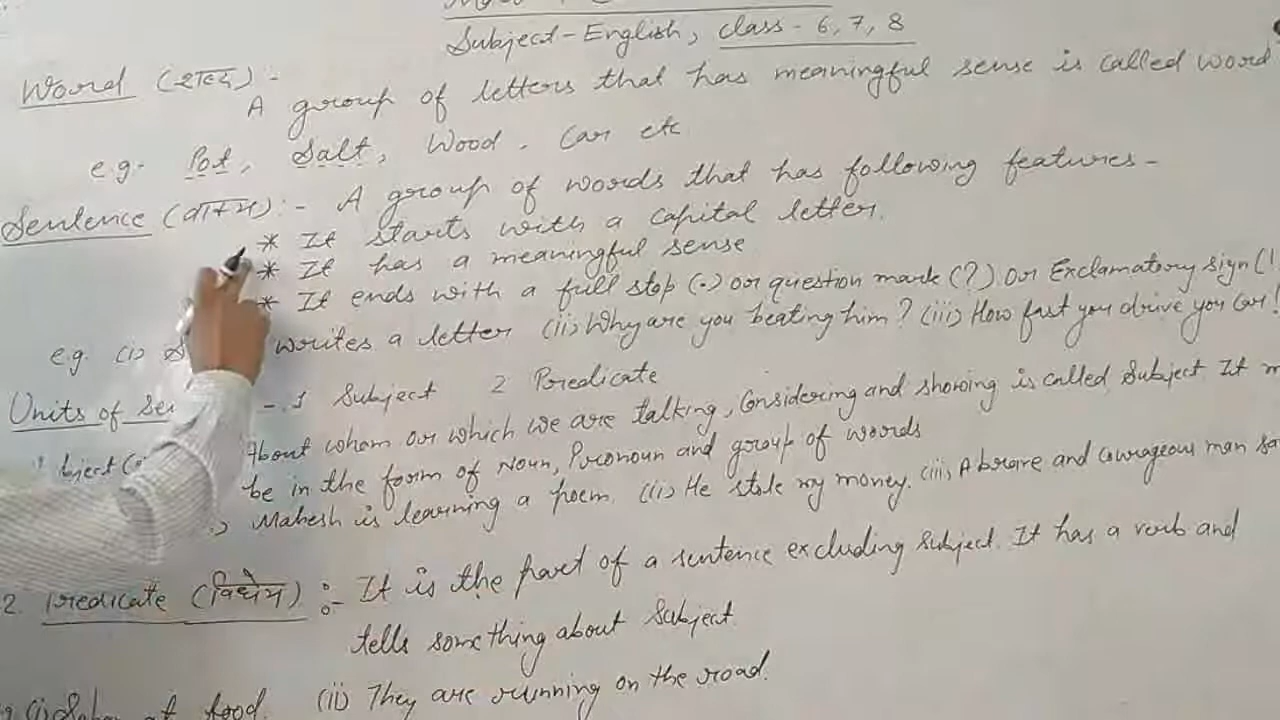 Subject-English, class- 6, 7, 8
Word (शब्द) :-
A group of letters that has meaningful sense is called word
e.g- Pot, Salt, Wood, Car etc
Sentence (वाक्य) :- A group of words that has following features-
* It starts with a capital letter.
* It has a meaningful sense
* It ends with a full stop (.) or question mark (?) or Exclamatory sign (!
e.g. (i) writes a letter (ii) Why are you beating him? (iii) How fast you drive you Car!
Units of :- 1 Subject 2 Predicate
About whom or which we are talking, Considering and showing is called Subject. It
be in the form of Noun, Pronoun and group of words
Mahesh is learning a poem. (ii) He stole my money. (iii) A brave and courageous man
2. Predicate (विधेय) :- It is the part of a sentence excluding Subject. It has a verb and
tells something about Subject.
(i) food. (ii) They are running on the road.